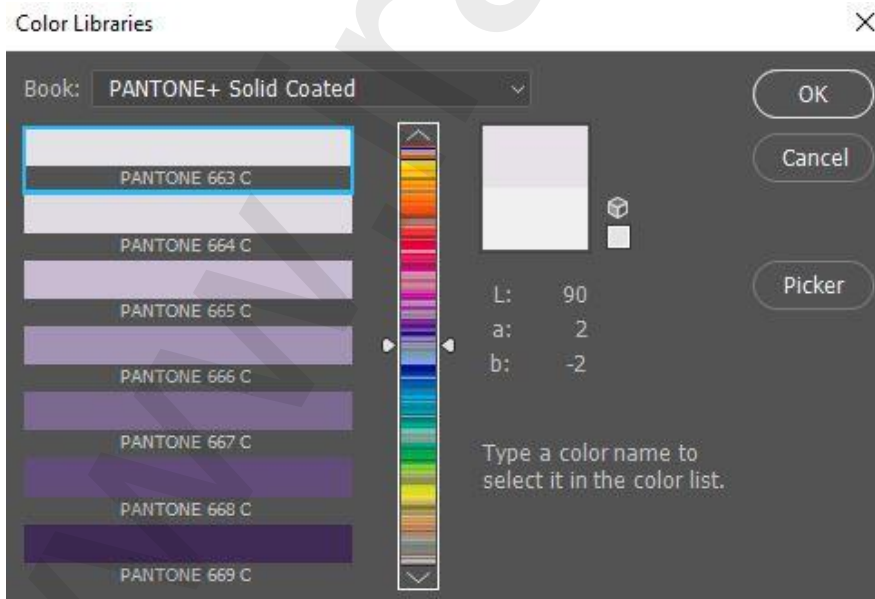 Color Libraries
Book: PANTONE+ Solid Coated
OK
PANTONE 663 C
Cancel
PANTONE 664 C
PANTONE 665 C
L: 90
Picker
a: 2
PANTONE 666 C
b: -2
PANTONE 667 C
Type a color name to
select it in the color list.
PANTONE 668 C
PANTONE 669 C